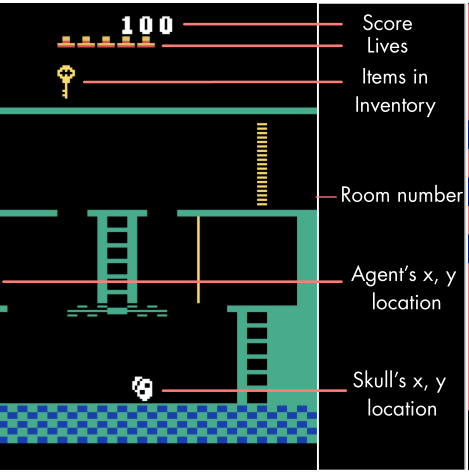 100
Score
Lives
Items in
Inventory
Room number
Agent's x, y
location
Skull's x, y
location